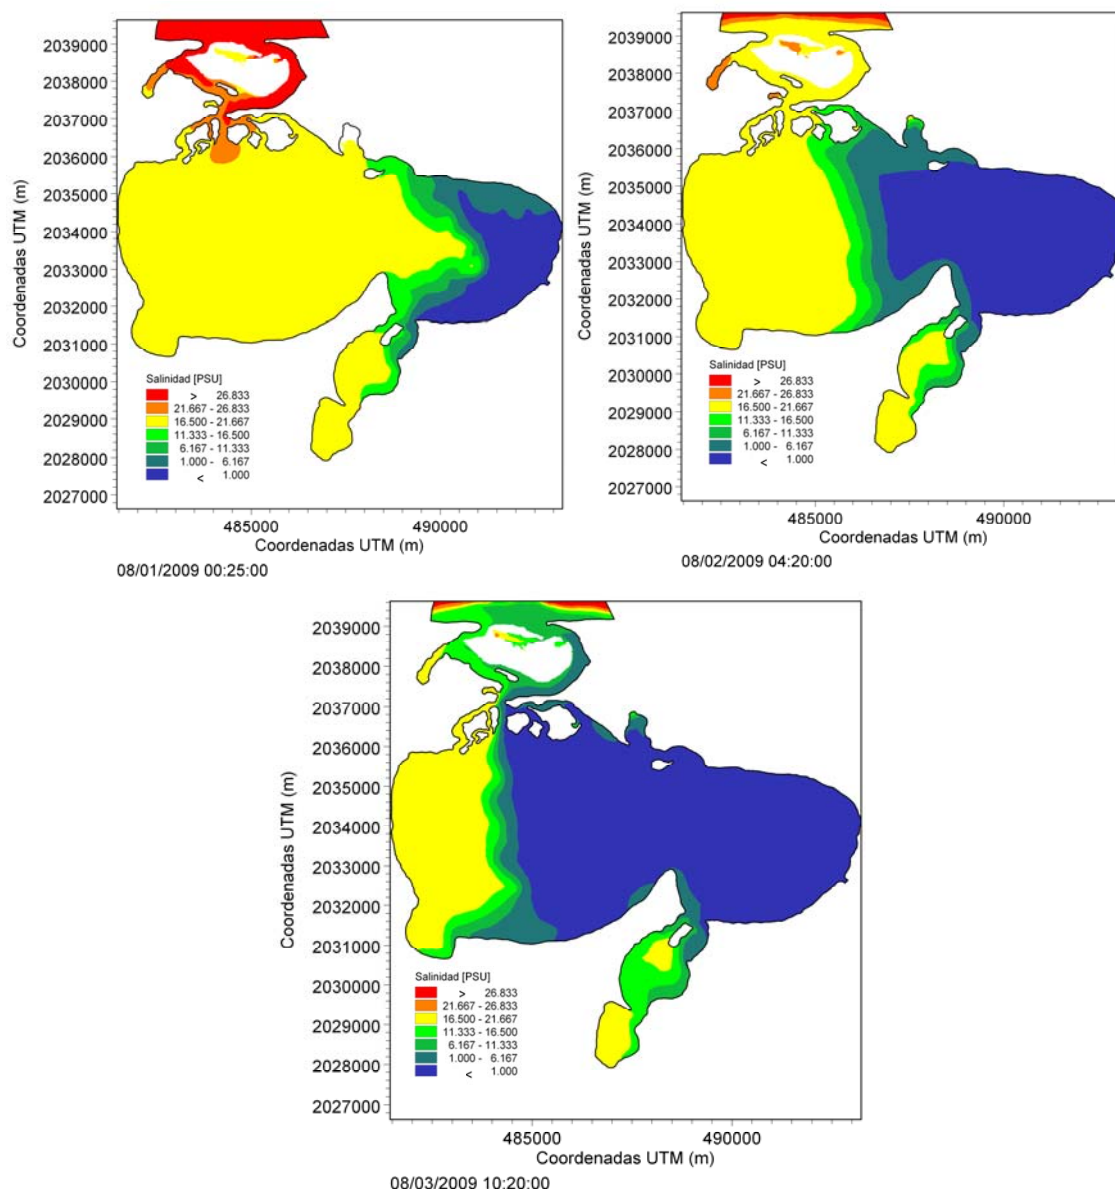 2039000
2038000
2037000
2036000
2035000
2034000
2033000
2032000
2031000
2030000
2029000
2028000
2027000
Coordenadas UTM (m)
Salinidad [PSU]
> 26.833
21.667 - 26.833
16.500 - 21.667
11.333 - 16.500
6.167 - 11.333
1.000 - 6.167
< 1.000
485000 490000
Coordenadas UTM (m)
08/01/2009 00:25:00
2039000
2038000
2037000
2036000
2035000
2034000
2033000
2032000
2031000
2030000
2029000
2028000
2027000
Coordenadas UTM (m)
Salinidad [PSU]
> 26.833
21.667 - 26.833
16.500 - 21.667
11.333 - 16.500
6.167 - 11.333
1.000 - 6.167
< 1.000
485000 490000
Coordenadas UTM (m)
08/02/2009 04:20:00
2039000
2038000
2037000
2036000
2035000
2034000
2033000
2032000
2031000
2030000
2029000
2028000
2027000
Coordenadas UTM (m)
Salinidad [PSU]
> 26.833
21.667 - 26.833
16.500 - 21.667
11.333 - 16.500
6.167 - 11.333
1.000 - 6.167
< 1.000
485000 490000
Coordenadas UTM (m)
08/03/2009 10:20:00